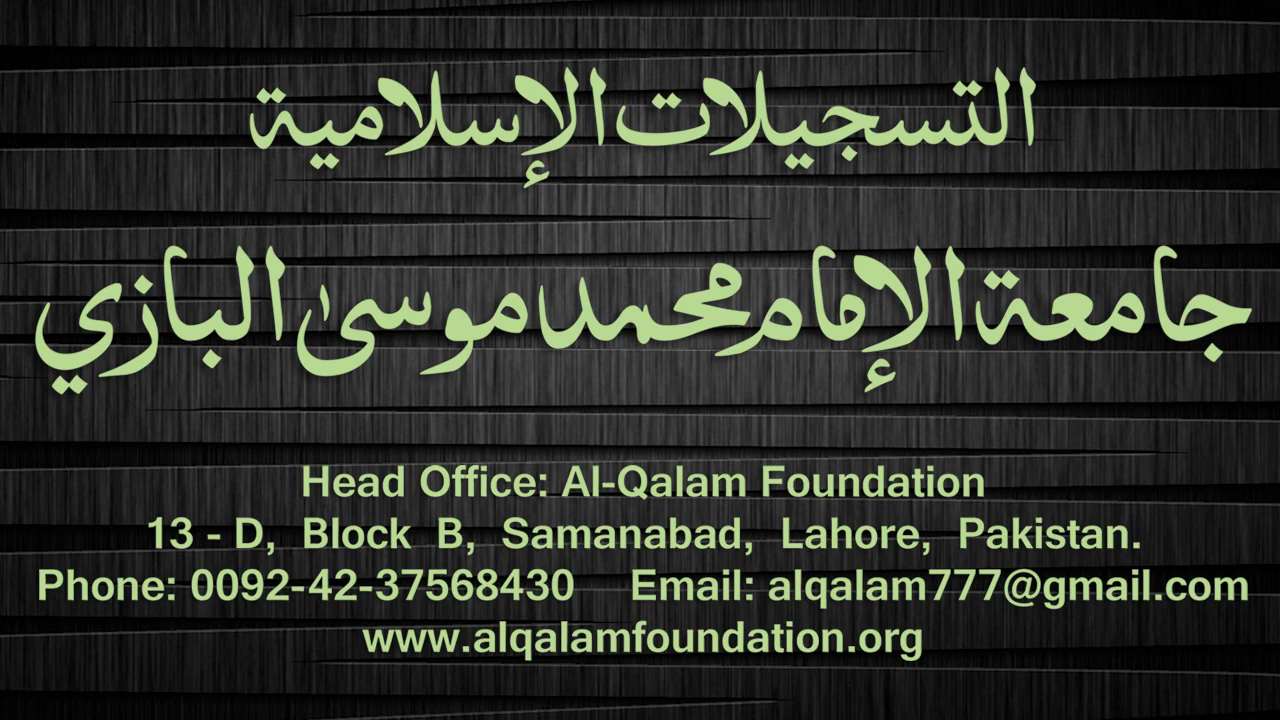 التسجيلات الإسلامية
جامعة الإمام محمد موسىٰ البازي
Head Office: Al-Qalam Foundation
13 - D, Block B, Samanabad, Lahore, Pakistan.
Phone: 0092-42-37568430 Email: alqalam777@gmail.com
www.alqalamfoundation.org